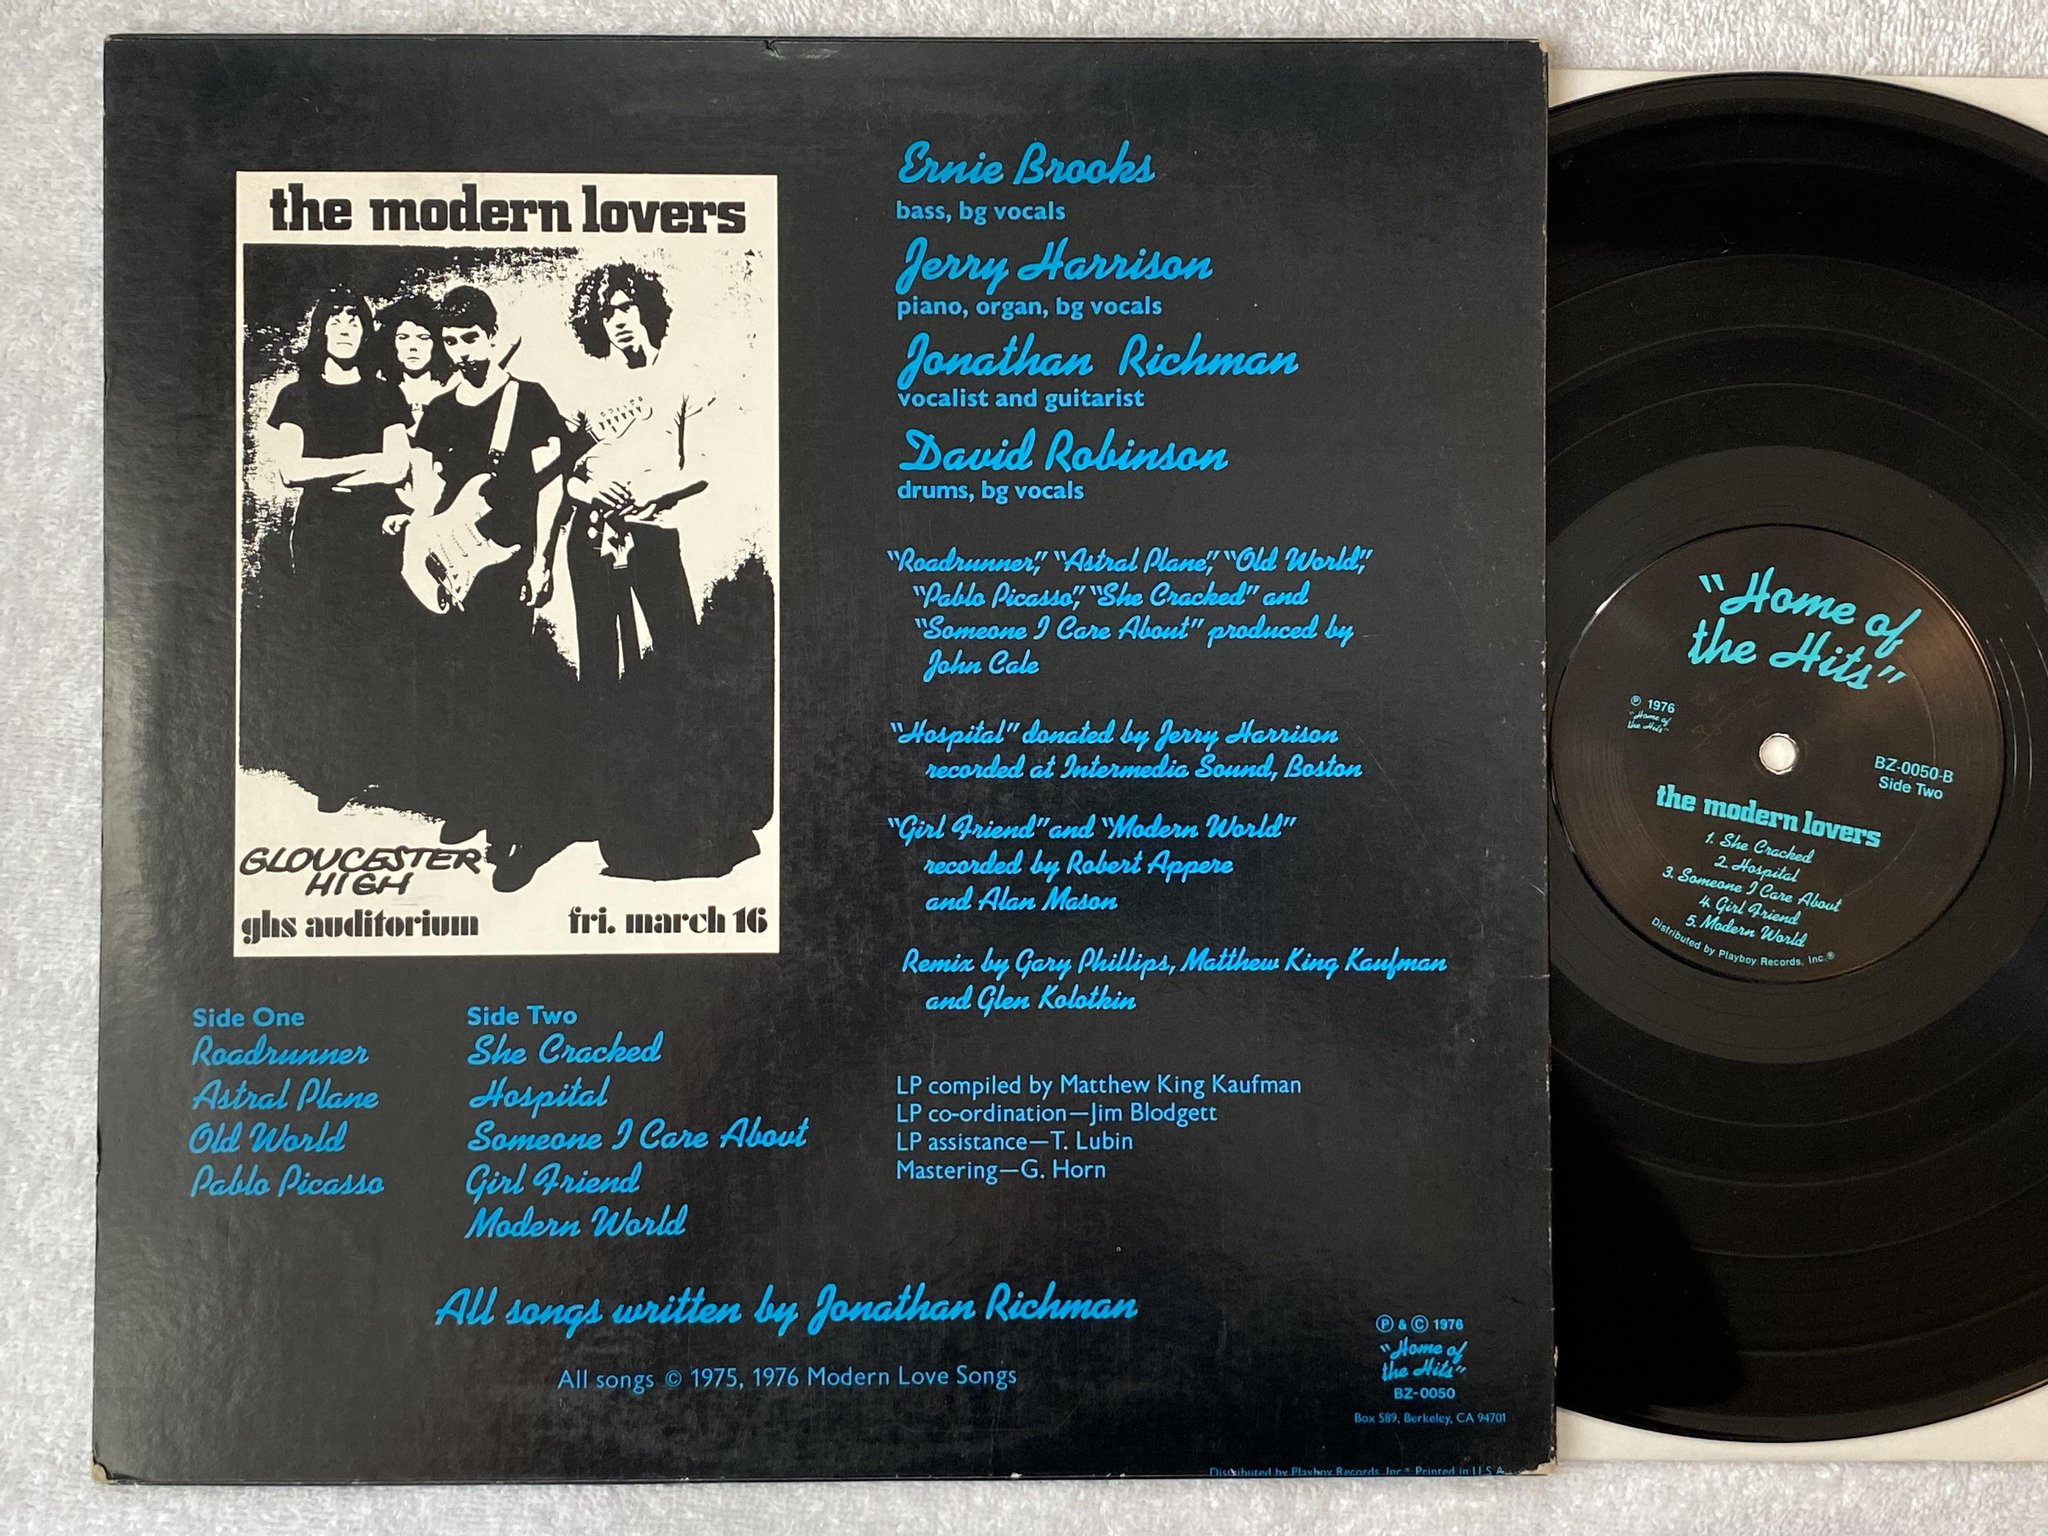 the modern lovers
GLOUCESTER
HIGH
ghs auditorium fri. march 16
Side One
Roadrunner
Astral Plane
Old World
Pablo Picasso
Side Two
She Cracked
Hospital
Someone I Care About
Girl Friend
Modern World
Ernie Brooks
bass, bg vocals
Jerry Harrison
piano, organ, bg vocals
Jonathan Richman
vocalist and guitarist
David Robinson
drums, bg vocals
"Roadrunner," "Astral Plane," "Old World,"
"Pablo Picasso," "She Cracked" and
"Someone I Care About" produced by
John Cale
"Hospital" donated by Jerry Harrison
recorded at Intermedia Sound, Boston
"Girl Friend" and "Modern World"
recorded by Robert Appere
and Alan Mason
Remix by Gary Phillips, Matthew King Kaufman
and Glen Kolotkin
LP compiled by Matthew King Kaufman
LP co-ordination—Jim Blodgett
LP assistance—T. Lubin
Mastering—G. Horn
All songs written by Jonathan Richman
All songs © 1975, 1976 Modern Love Songs
℗ & © 1976
"Home of
the Hits"
BZ-0050
Box 589, Berkeley, CA 94701
Distributed by Playboy Records, Inc.® Printed in U.S.A.
"Home of
the Hits"
℗ 1976
"Home of
the Hits"
BZ-0050-B
Side Two
the modern lovers
1. She Cracked
2. Hospital
3. Someone I Care About
4. Girl Friend
5. Modern World
Distributed by Playboy Records, Inc.®